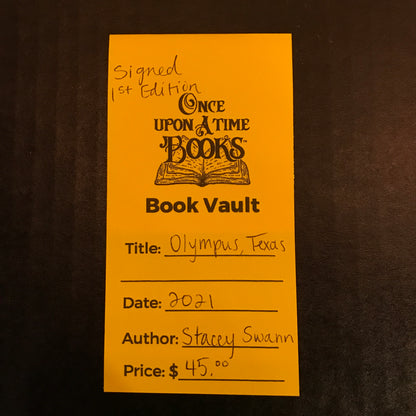 Signed
1st Edition
ONCE
UPON A TIME
BOOKS™
Book Vault
Title: Olympus, Texas
Date: 2021
Author: Stacey Swann
Price: $ 45.00